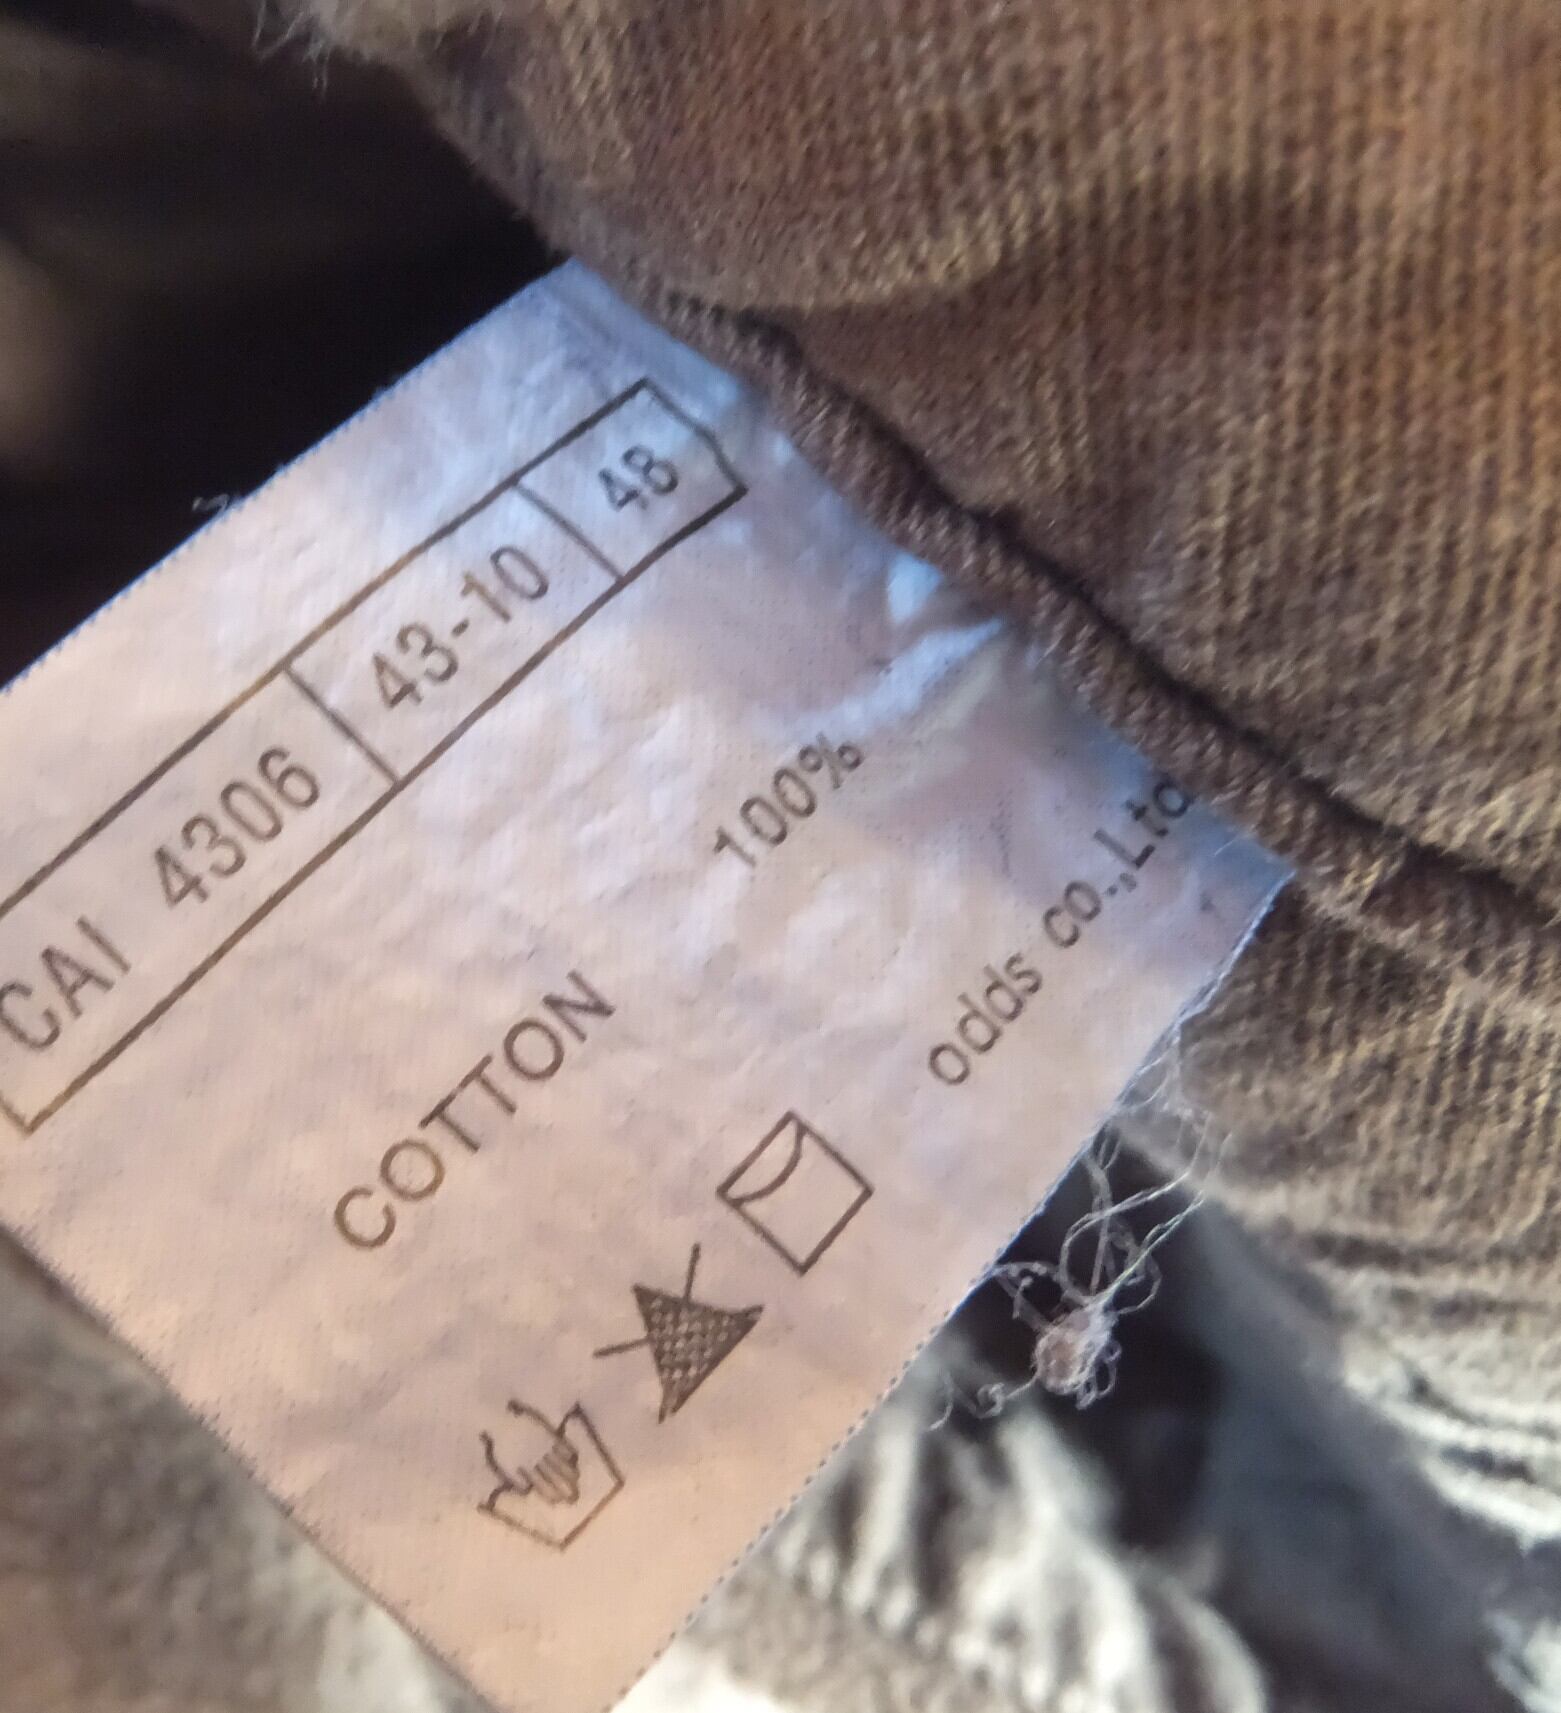 CAI 4306 43-10 48
COTTON 100%
odds co.,Ltd